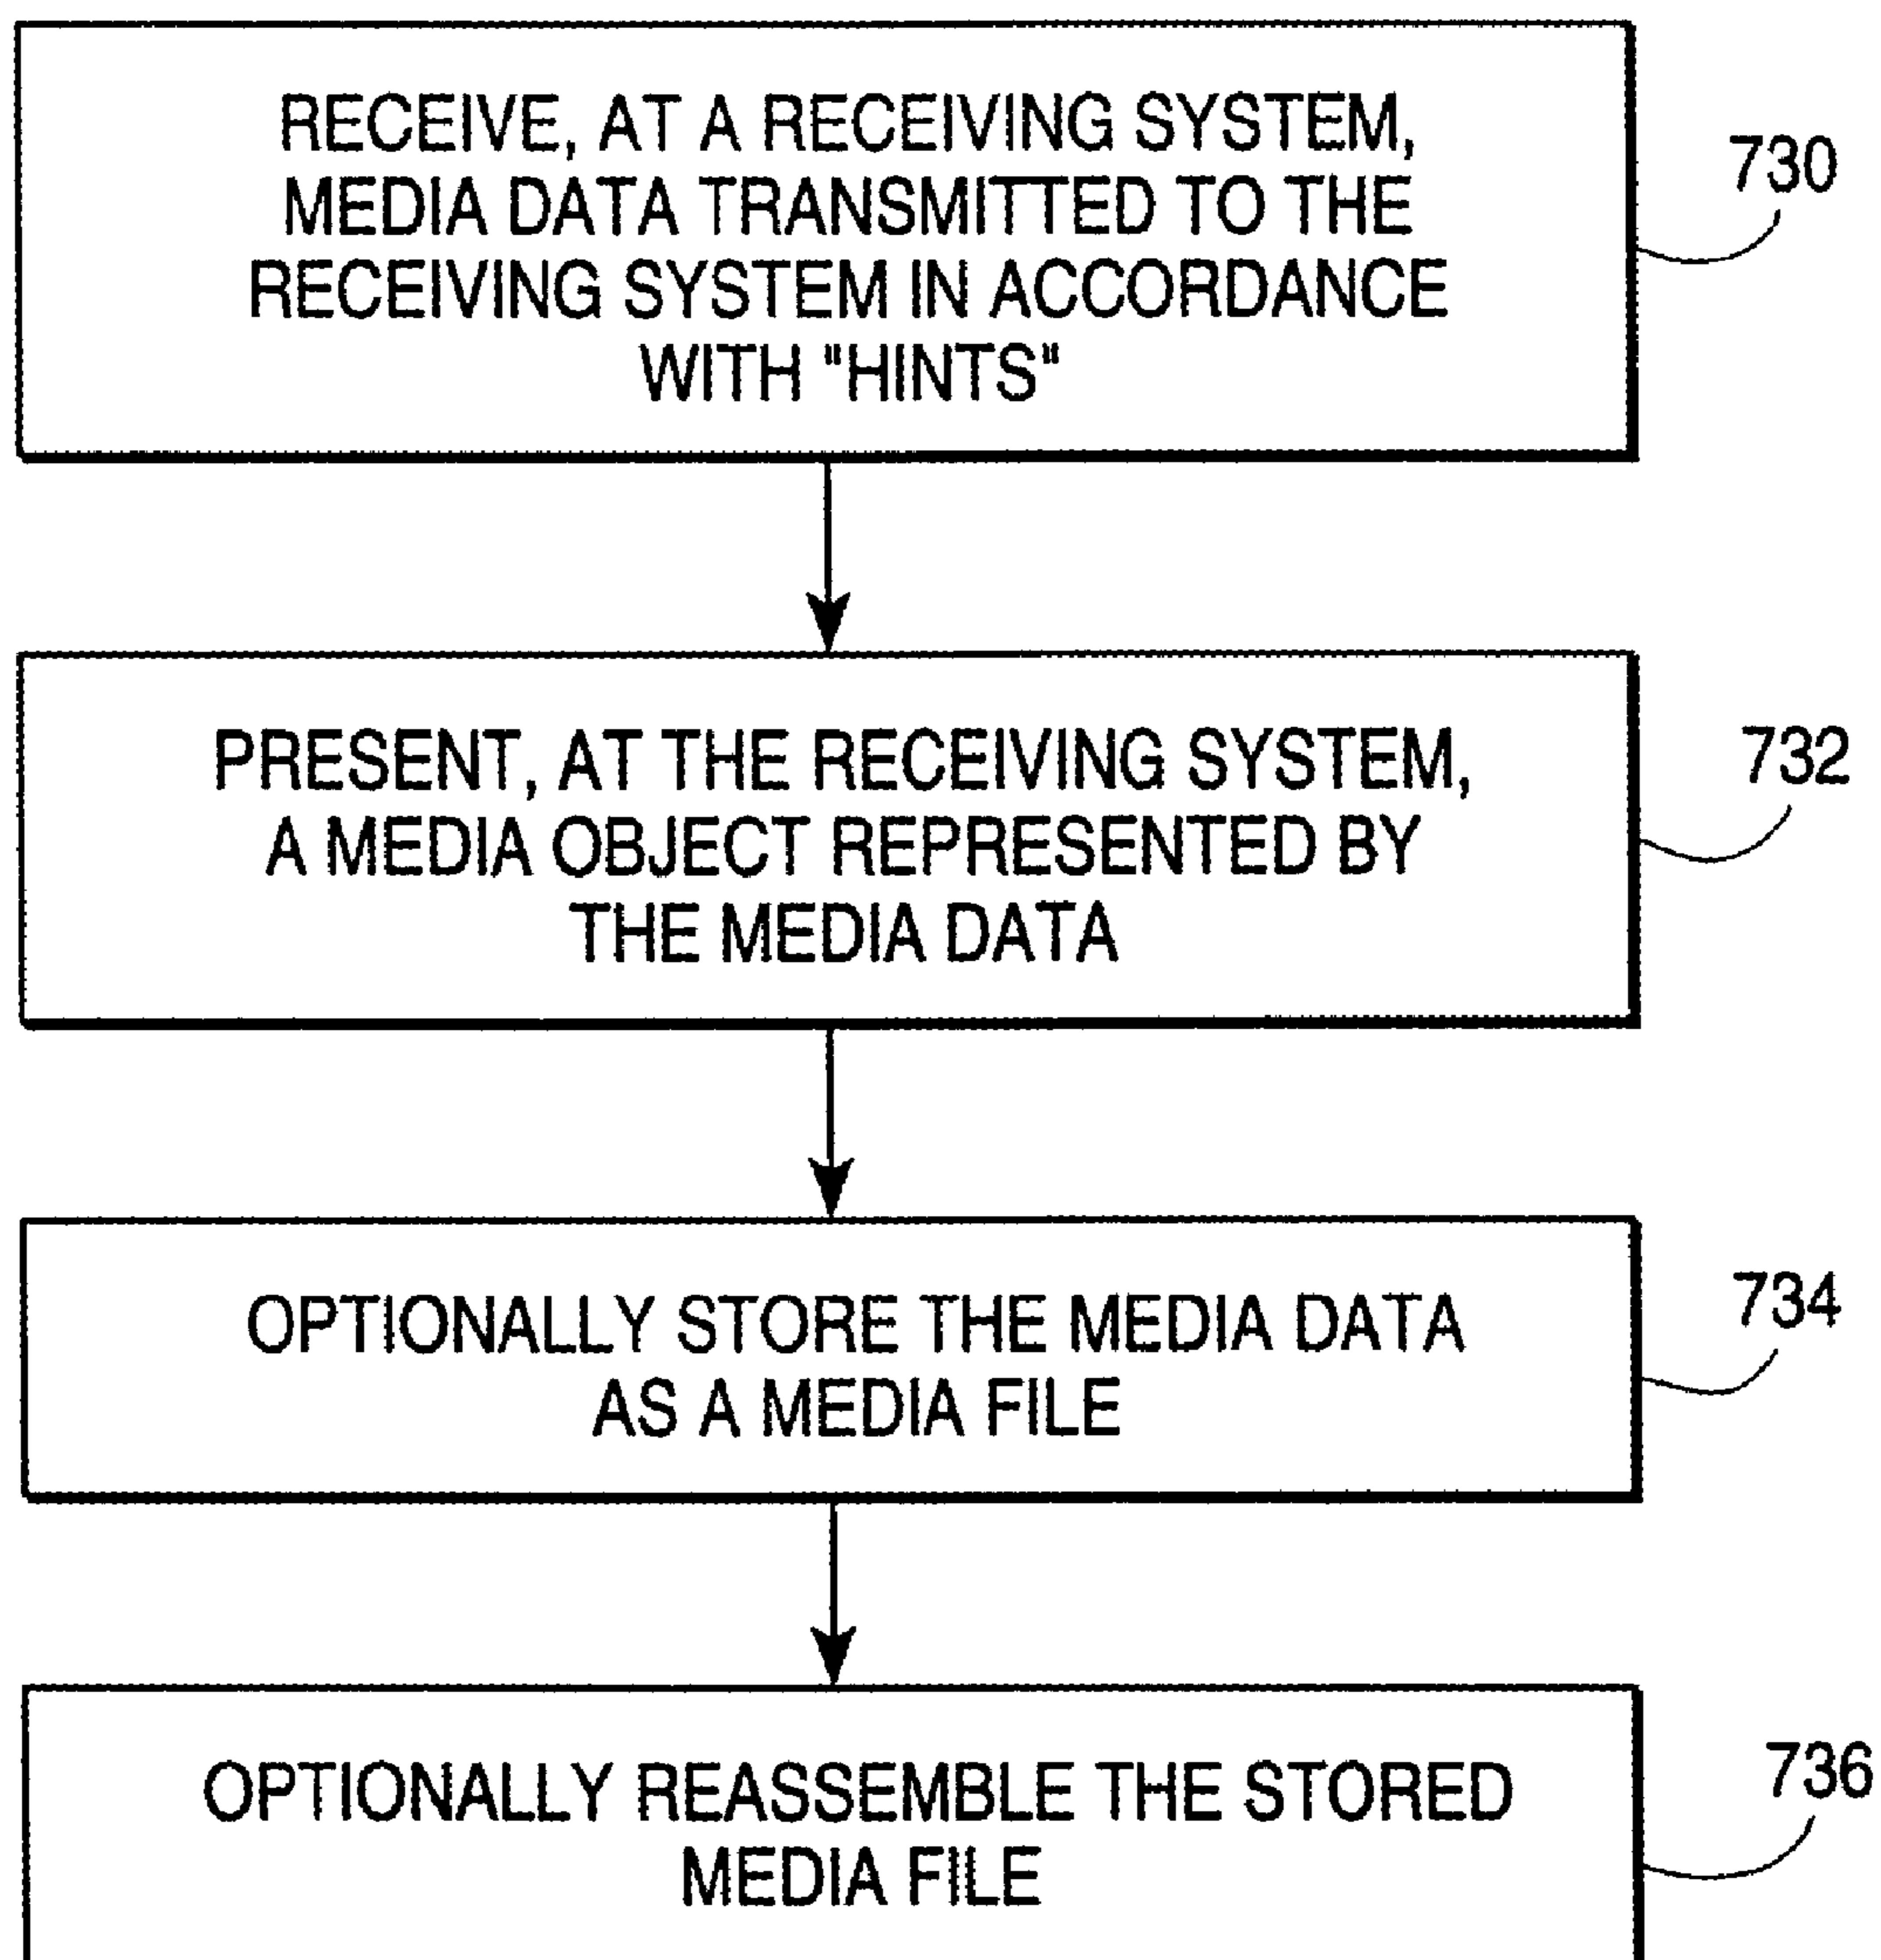 RECEIVE, AT A RECEIVING SYSTEM,
MEDIA DATA TRANSMITTED TO THE
RECEIVING SYSTEM IN ACCORDANCE
WITH "HINTS"
730
PRESENT, AT THE RECEIVING SYSTEM,
A MEDIA OBJECT REPRESENTED BY
THE MEDIA DATA
732
OPTIONALLY STORE THE MEDIA DATA
AS A MEDIA FILE
734
OPTIONALLY REASSEMBLE THE STORED
MEDIA FILE
736